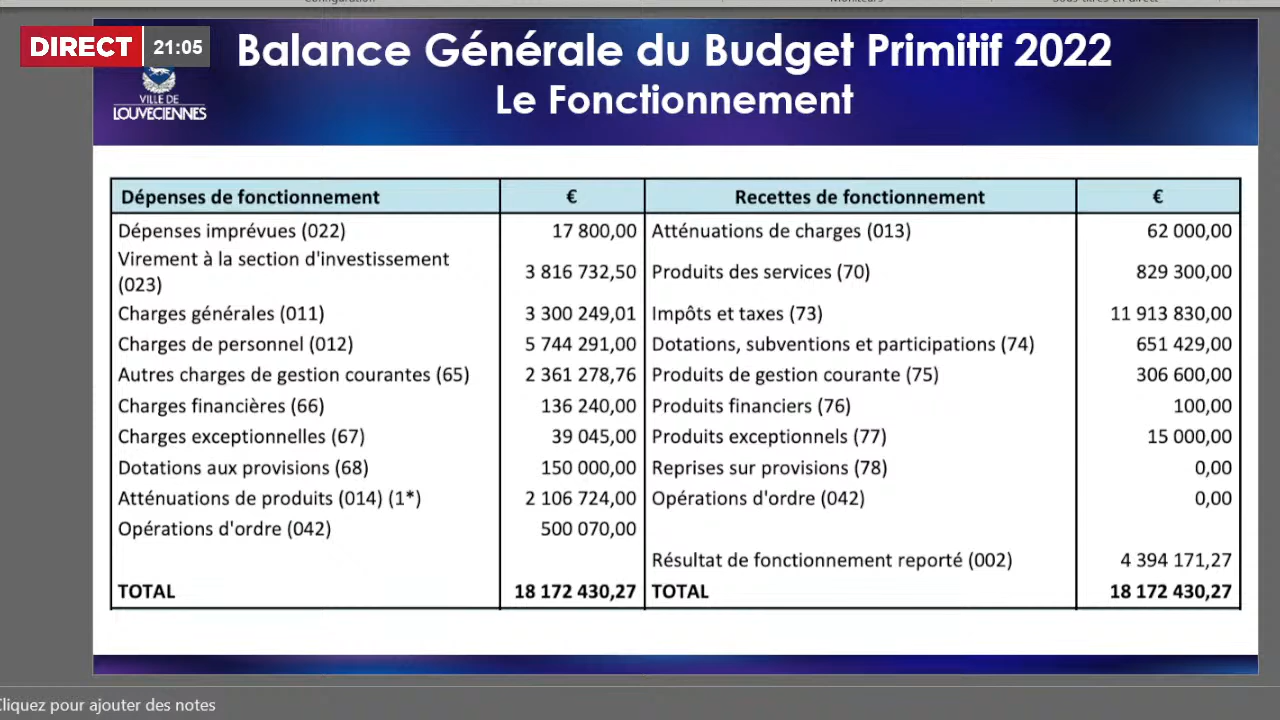 DIRECT 21:05
Balance Générale du Budget Primitif 2022
Le Fonctionnement
VILLE DE
LOUVECIENNES
Dépenses de fonctionnement € Recettes de fonctionnement €
Dépenses imprévues (022) 17 800,00 Atténuations de charges (013) 62 000,00
Virement à la section d'investissement
(023) 3 816 732,50 Produits des services (70) 829 300,00
Charges générales (011) 3 300 249,01 Impôts et taxes (73) 11 913 830,00
Charges de personnel (012) 5 744 291,00 Dotations, subventions et participations (74) 651 429,00
Autres charges de gestion courantes (65) 2 361 278,76 Produits de gestion courante (75) 306 600,00
Charges financières (66) 136 240,00 Produits financiers (76) 100,00
Charges exceptionnelles (67) 39 045,00 Produits exceptionnels (77) 15 000,00
Dotations aux provisions (68) 150 000,00 Reprises sur provisions (78) 0,00
Atténuations de produits (014) (1*) 2 106 724,00 Opérations d'ordre (042) 0,00
Opérations d'ordre (042) 500 070,00
Résultat de fonctionnement reporté (002) 4 394 171,27
TOTAL 18 172 430,27 TOTAL 18 172 430,27
Cliquez pour ajouter des notes